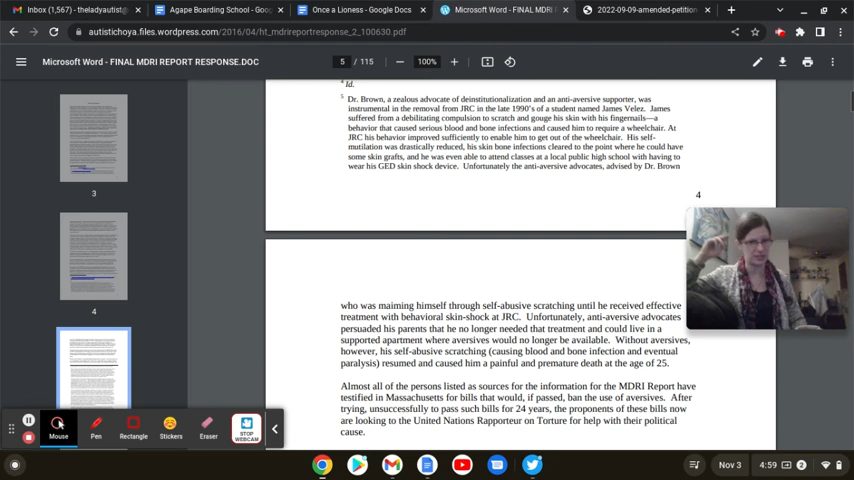 Inbox (1,567) - theladyautist@
Agape Boarding School - Goog
Once a Lioness - Google Docs
Microsoft Word - FINAL MDRI R
2022-09-09-amended-petition
autistichoya.files.wordpress.com/2016/04/ht_mdrireportresponse_2_100630.pdf
Microsoft Word - FINAL MDRI REPORT RESPONSE.DOC
5 / 115
100%
4 Id.
5 Dr. Brown, a zealous advocate of deinstitutionalization and an anti-aversive supporter, was
instrumental in the removal from JRC in the late 1990's of a student named James Velez. James
suffered from a debilitating compulsion to scratch and gouge his skin with his fingernails—a
behavior that caused serious blood and bone infections and caused him to require a wheelchair. At
JRC his behavior improved sufficiently to enable him to get out of the wheelchair. His self-
mutilation was drastically reduced, his skin bone infections cleared to the point where he could have
some skin grafts, and he was even able to attend classes at a local public high school with having to
wear his GED skin shock device. Unfortunately the anti-aversive advocates, advised by Dr. Brown
4
3
4
who was maiming himself through self-abusive scratching until he received effective
treatment with behavioral skin-shock at JRC. Unfortunately, anti-aversive advocates
persuaded his parents that he no longer needed that treatment and could live in a
supported apartment where aversives would no longer be available. Without aversives,
however, his self-abusive scratching (causing blood and bone infection and eventual
paralysis) resumed and caused him a painful and premature death at the age of 25.
Almost all of the persons listed as sources for the information for the MDRI Report have
testified in Massachusetts for bills that would, if passed, ban the use of aversives. After
trying, unsuccessfully to pass such bills for 24 years, the proponents of these bills now
are looking to the United Nations Rapporteur on Torture for help with their political
cause.
Mouse
Pen
Rectangle
Stickers
Eraser
STOP
WEBCAM
Nov 3
4:59
2